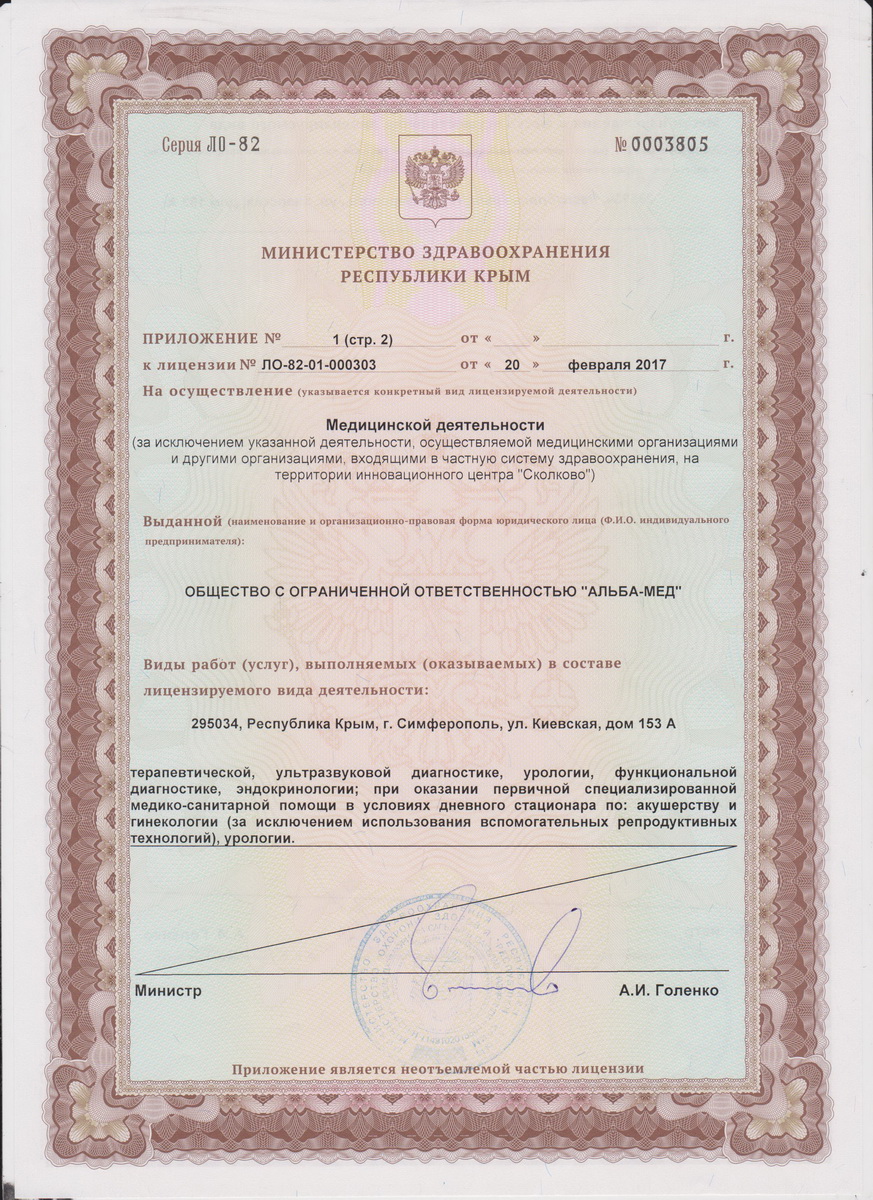 Серия ЛО-82
№ 0003805
МИНИСТЕРСТВО ЗДРАВООХРАНЕНИЯ
РЕСПУБЛИКИ КРЫМ
ПРИЛОЖЕНИЕ № 1 (стр. 2) от « » г.
к лицензии № ЛО-82-01-000303 от « 20 » февраля 2017 г.
На осуществление (указывается конкретный вид лицензируемой деятельности)
Медицинской деятельности
(за исключением указанной деятельности, осуществляемой медицинскими организациями
и другими организациями, входящими в частную систему здравоохранения, на
территории инновационного центра "Сколково")
Выданной (наименование и организационно-правовая форма юридического лица (Ф.И.О. индивидуального
предпринимателя):
ОБЩЕСТВО С ОГРАНИЧЕННОЙ ОТВЕТСТВЕННОСТЬЮ "АЛЬБА-МЕД"
Виды работ (услуг), выполняемых (оказываемых) в составе
лицензируемого вида деятельности:
295034, Республика Крым, г. Симферополь, ул. Киевская, дом 153 А
терапевтической, ультразвуковой диагностике, урологии, функциональной
диагностике, эндокринологии; при оказании первичной специализированной
медико-санитарной помощи в условиях дневного стационара по: акушерству и
гинекологии (за исключением использования вспомогательных репродуктивных
технологий), урологии.
Министр
А.И. Голенко
Приложение является неотъемлемой частью лицензии